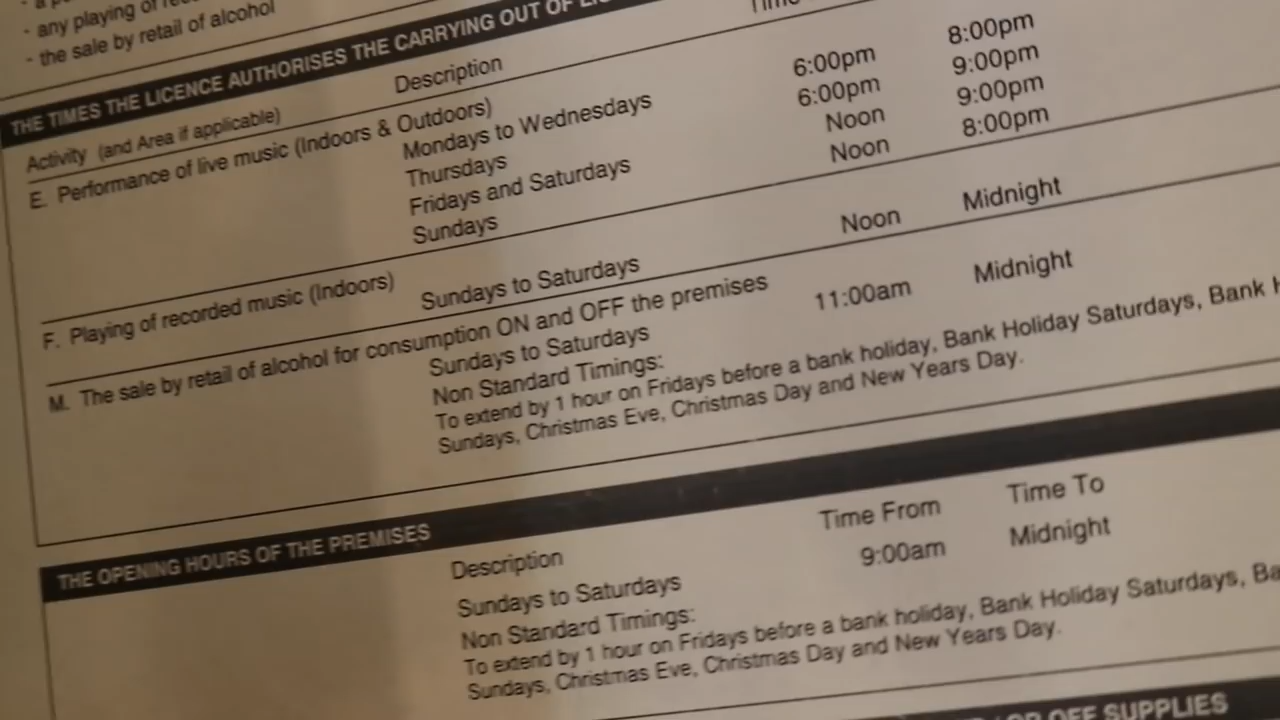 any playing of
- the sale by retail of alcohol
THE TIMES THE LICENCE AUTHORISES THE CARRYING OUT OF
Activity (and Area if applicable) Description
E. Performance of live music (Indoors & Outdoors)
Mondays to Wednesdays 6:00pm 8:00pm
Thursdays 6:00pm 9:00pm
Fridays and Saturdays Noon 9:00pm
Sundays Noon 8:00pm
F. Playing of recorded music (Indoors)
Sundays to Saturdays Noon Midnight
M. The sale by retail of alcohol for consumption ON and OFF the premises
Sundays to Saturdays 11:00am Midnight
Non Standard Timings:
To extend by 1 hour on Fridays before a bank holiday, Bank Holiday Saturdays, Bank
Sundays, Christmas Eve, Christmas Day and New Years Day.
THE OPENING HOURS OF THE PREMISES
Description Time From Time To
Sundays to Saturdays 9:00am Midnight
Non Standard Timings:
To extend by 1 hour on Fridays before a bank holiday, Bank Holiday Saturdays,
Sundays, Christmas Eve, Christmas Day and New Years Day.
OR OFF SUPPLIES